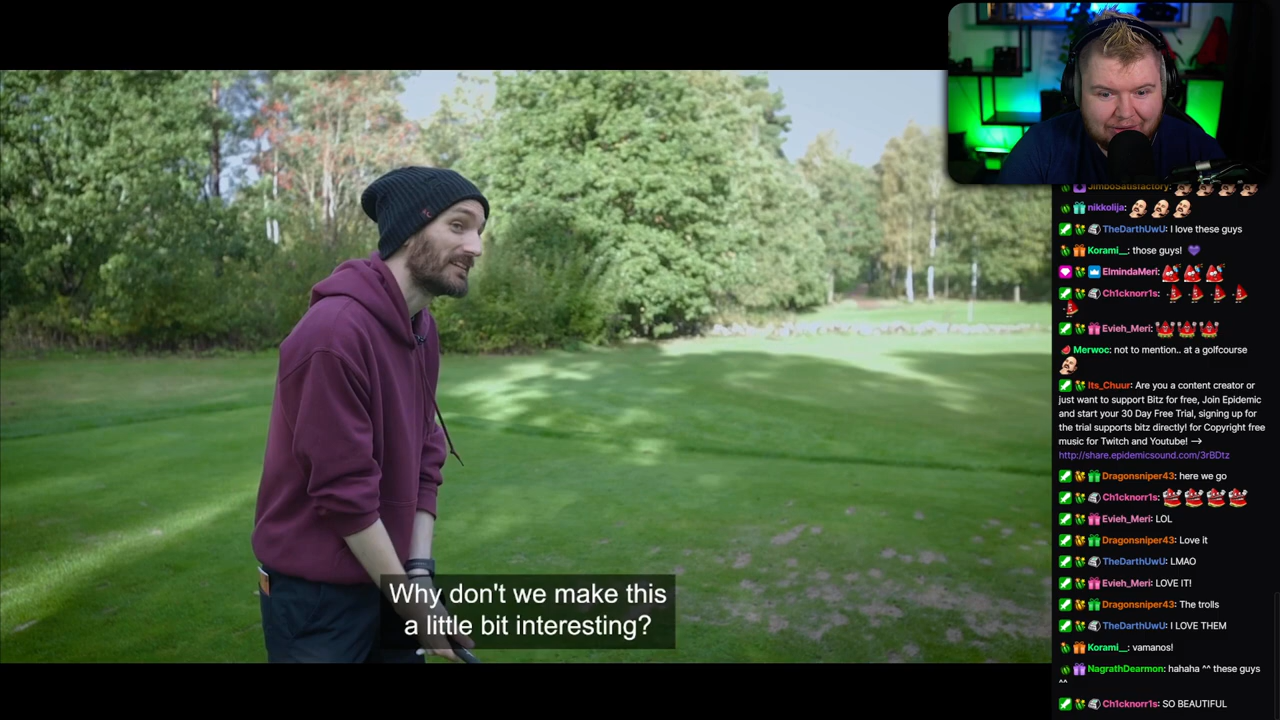 JimboSatisfactory:
nikkolija:
TheDarthUwU: I love these guys
Korami__: those guys!
ElmindaMeri:
Ch1cknorr1s:
Evieh_Meri:
Merwoc: not to mention.. at a golfcourse
Its_Chuur: Are you a content creator or
just want to support Bitz for free, Join Epidemic
and start your 30 Day Free Trial, signing up for
the trial supports bitz directly! for Copyright free
music for Twitch and Youtube! -->
http://share.epidemicsound.com/3rBDtz
Dragonsniper43: here we go
Ch1cknorr1s:
Evieh_Meri: LOL
Dragonsniper43: Love it
TheDarthUwU: LMAO
Evieh_Meri: LOVE IT!
Dragonsniper43: The trolls
TheDarthUwU: I LOVE THEM
Korami__: vamanos!
NagrathDearmon: hahaha ^^ these guys
^^
Ch1cknorr1s: SO BEAUTIFUL
Why don't we make this
a little bit interesting?